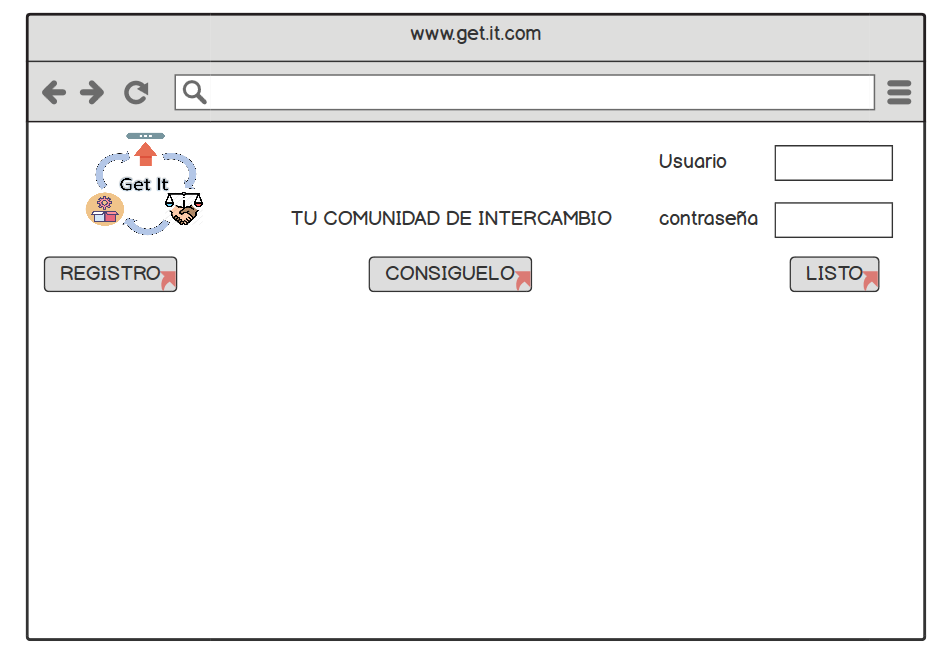 www.get.it.com
Get It
Usuario
TU COMUNIDAD DE INTERCAMBIO
contraseña
REGISTRO
CONSIGUELO
LISTO